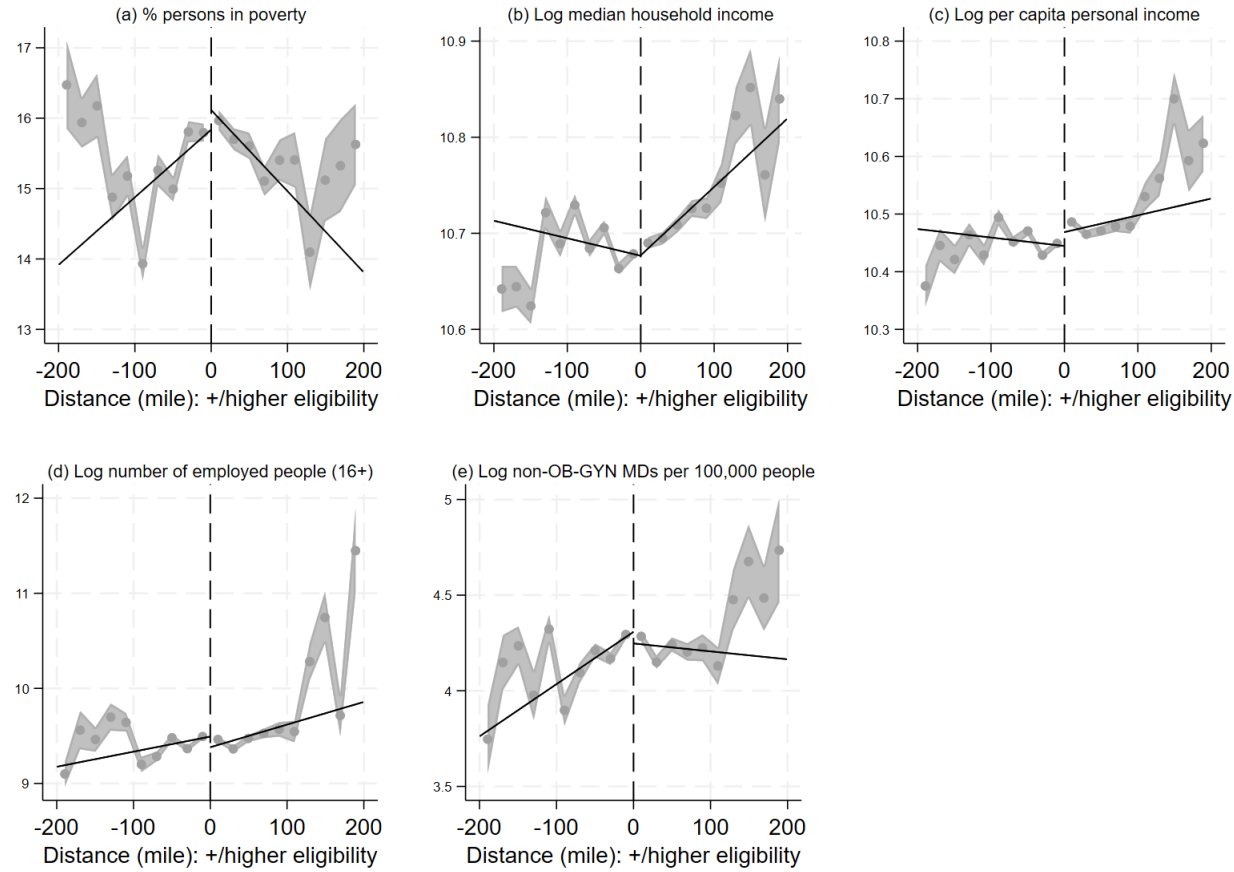 (a) % persons in poverty
17
16
15
14
13
-200 -100 0 100 200
Distance (mile): +/higher eligibility
(b) Log median household income
10.9
10.8
10.7
10.6
-200 -100 0 100 200
Distance (mile): +/higher eligibility
(c) Log per capita personal income
10.8
10.7
10.6
10.5
10.4
10.3
-200 -100 0 100 200
Distance (mile): +/higher eligibility
(d) Log number of employed people (16+)
12
11
10
9
-200 -100 0 100 200
Distance (mile): +/higher eligibility
(e) Log non-OB-GYN MDs per 100,000 people
5
4.5
4
3.5
-200 -100 0 100 200
Distance (mile): +/higher eligibility